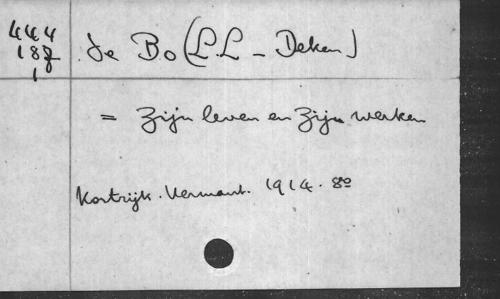 444
187
1
de Bo (L.L - Deken)
= Zijn leven en Zijn werken
Kortrijk. Vermaut. 1914. 8º